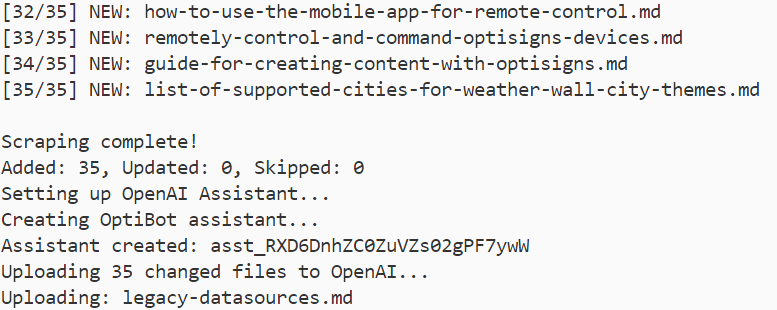 [32/35] NEW: how-to-use-the-mobile-app-for-remote-control.md
[33/35] NEW: remotely-control-and-command-optisigns-devices.md
[34/35] NEW: guide-for-creating-content-with-optisigns.md
[35/35] NEW: list-of-supported-cities-for-weather-wall-city-themes.md
Scraping complete!
Added: 35, Updated: 0, Skipped: 0
Setting up OpenAI Assistant...
Creating OptiBot assistant...
Assistant created: asst_RXD6DnhZC0ZuVZs02gPF7ywW
Uploading 35 changed files to OpenAI...
Uploading: legacy-datasources.md